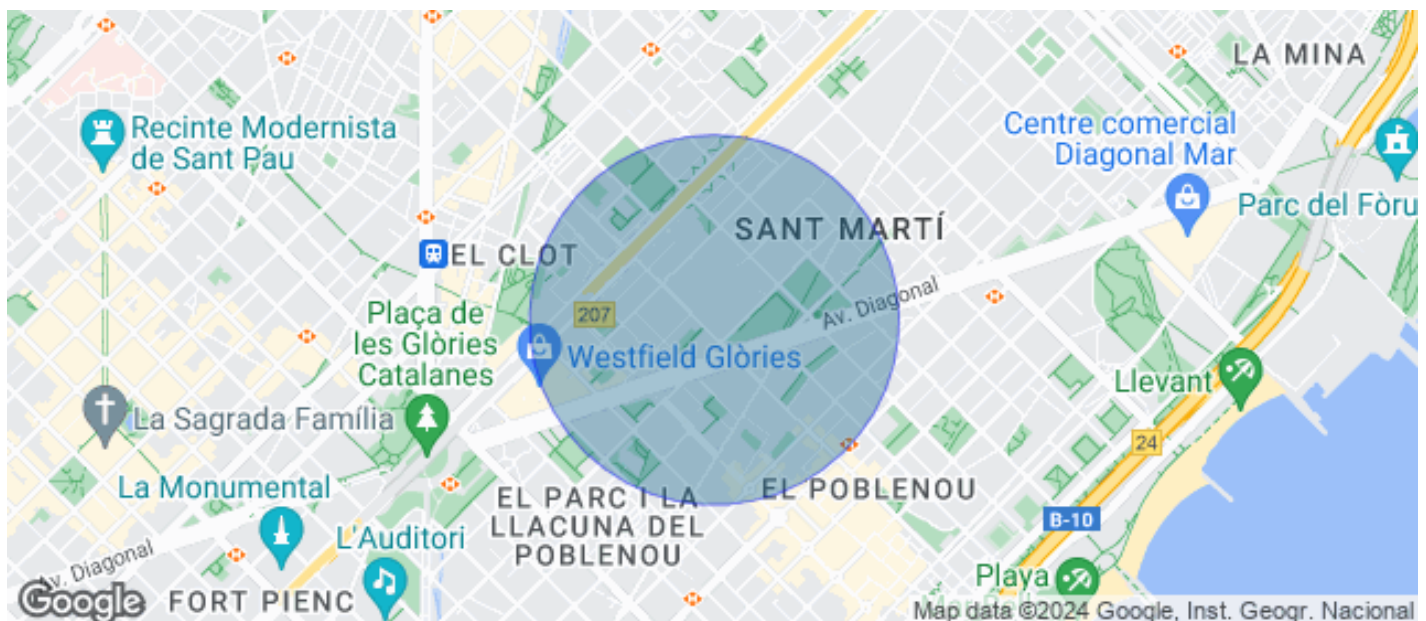 LA MINA
Recinte Modernista
de Sant Pau
Centre comercial
Diagonal Mar
Parc del Fòru
SANT MARTÍ
EL CLOT
Av. Diagonal
207
Plaça de
les Glòries
Catalanes
Westfield Glòries
Llevant
La Sagrada Família
24
La Monumental
EL PARC I LA
LLACUNA DEL
POBLENOU
EL POBLENOU
B-10
L'Auditori
Av. Diagonal
Playa
Google
FORT PIENC
Map data ©2024 Google, Inst. Geogr. Nacional